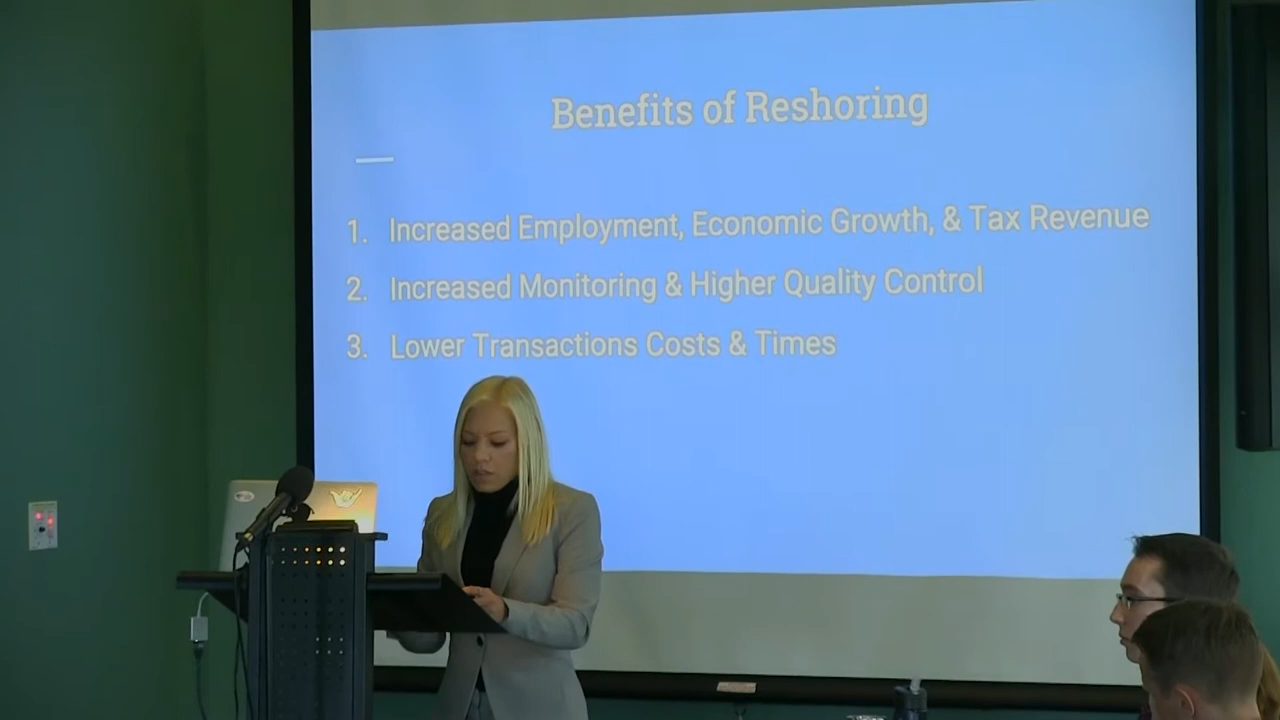 Benefits of Reshoring
1. Increased Employment, Economic Growth, & Tax Revenue
2. Increased Monitoring & Higher Quality Control
3. Lower Transactions Costs & Times